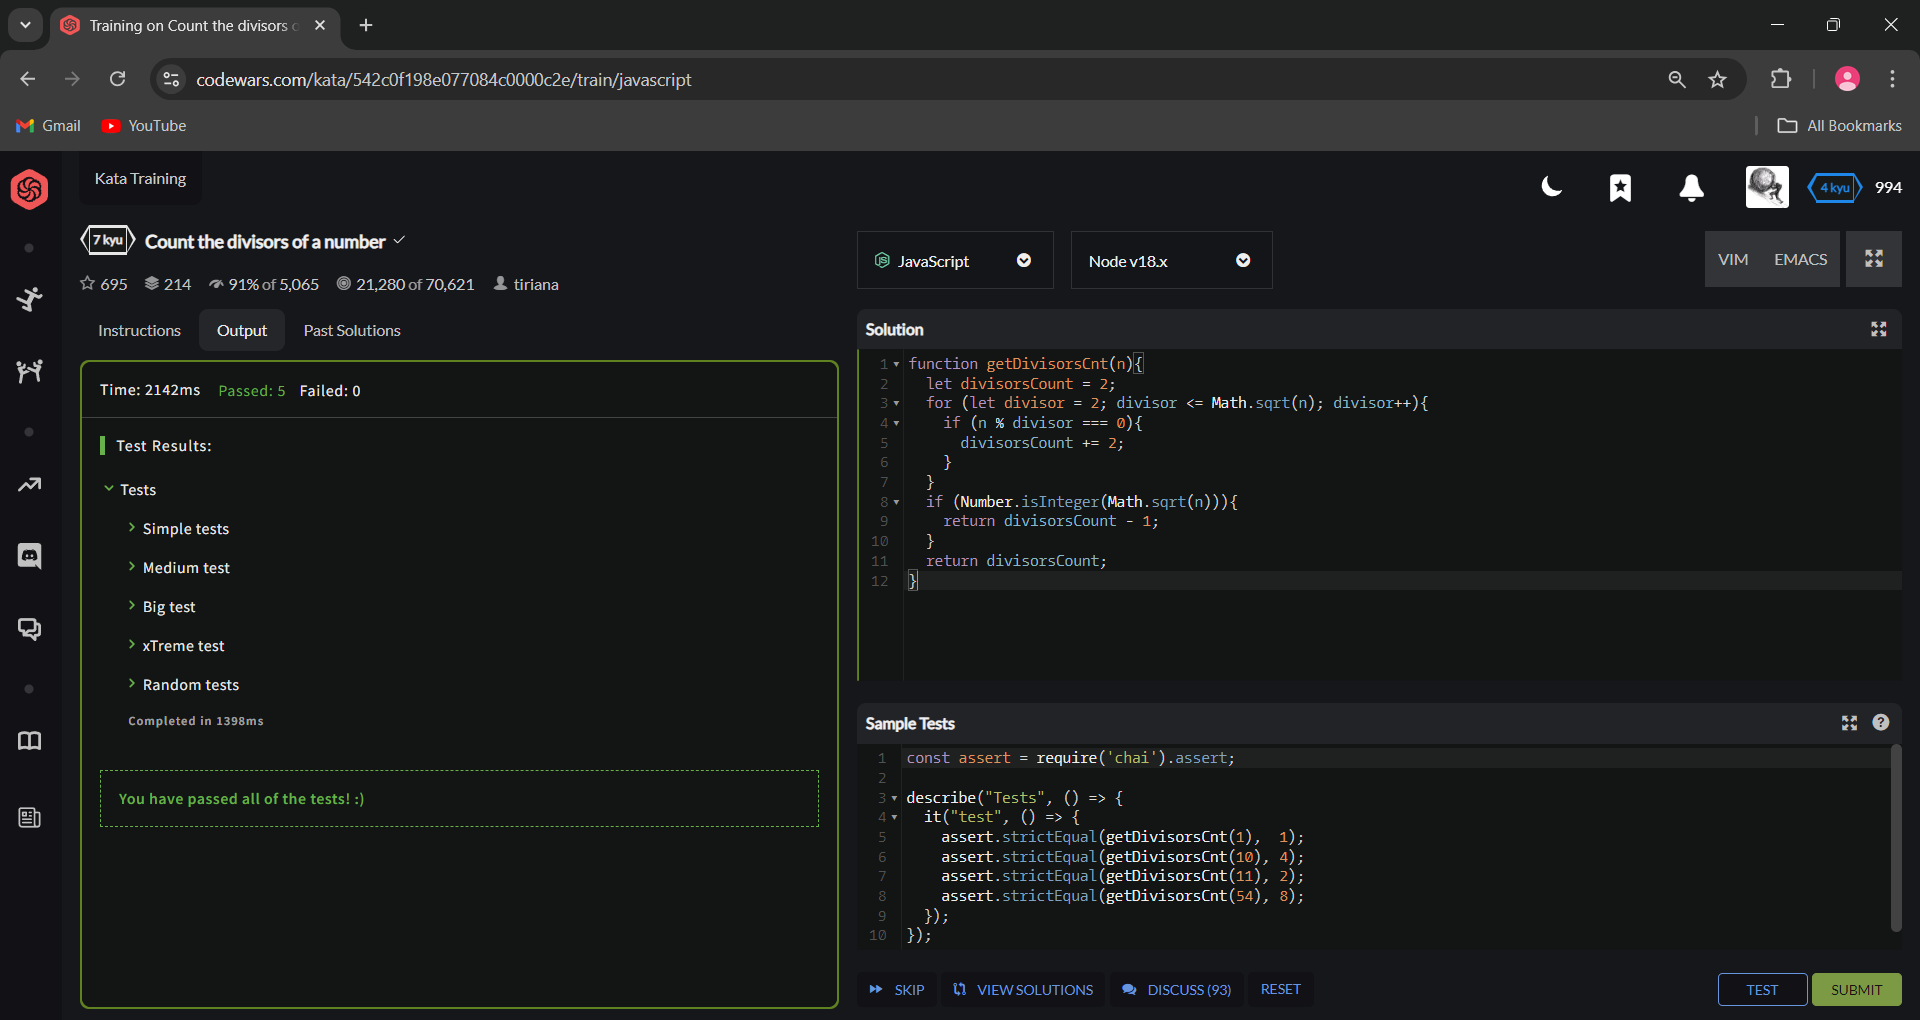 Training on Count the divisors o
codewars.com/kata/542c0f198e077084c0000c2e/train/javascript
Gmail
YouTube
All Bookmarks
Kata Training
4 kyu
994
7 kyu
Count the divisors of a number
695
214
91% of 5,065
21,280 of 70,621
tiriana
JavaScript
Node v18.x
VIM
EMACS
Instructions
Output
Past Solutions
Time: 2142ms Passed: 5 Failed: 0
Test Results:
Tests
Simple tests
Medium test
Big test
xTreme test
Random tests
Completed in 1398ms
You have passed all of the tests! :)
Solution
1 function getDivisorsCnt(n){
2   let divisorsCount = 2;
3   for (let divisor = 2; divisor <= Math.sqrt(n); divisor++){
4     if (n % divisor === 0){
5       divisorsCount += 2;
6     }
7   }
8   if (Number.isInteger(Math.sqrt(n))){
9     return divisorsCount - 1;
10   }
11   return divisorsCount;
12 }
Sample Tests
?
1 const assert = require('chai').assert;
2
3 describe("Tests", () => {
4   it("test", () => {
5     assert.strictEqual(getDivisorsCnt(1),  1);
6     assert.strictEqual(getDivisorsCnt(10), 4);
7     assert.strictEqual(getDivisorsCnt(11), 2);
8     assert.strictEqual(getDivisorsCnt(54), 8);
9   });
10 });
SKIP
VIEW SOLUTIONS
DISCUSS (93)
RESET
TEST
SUBMIT